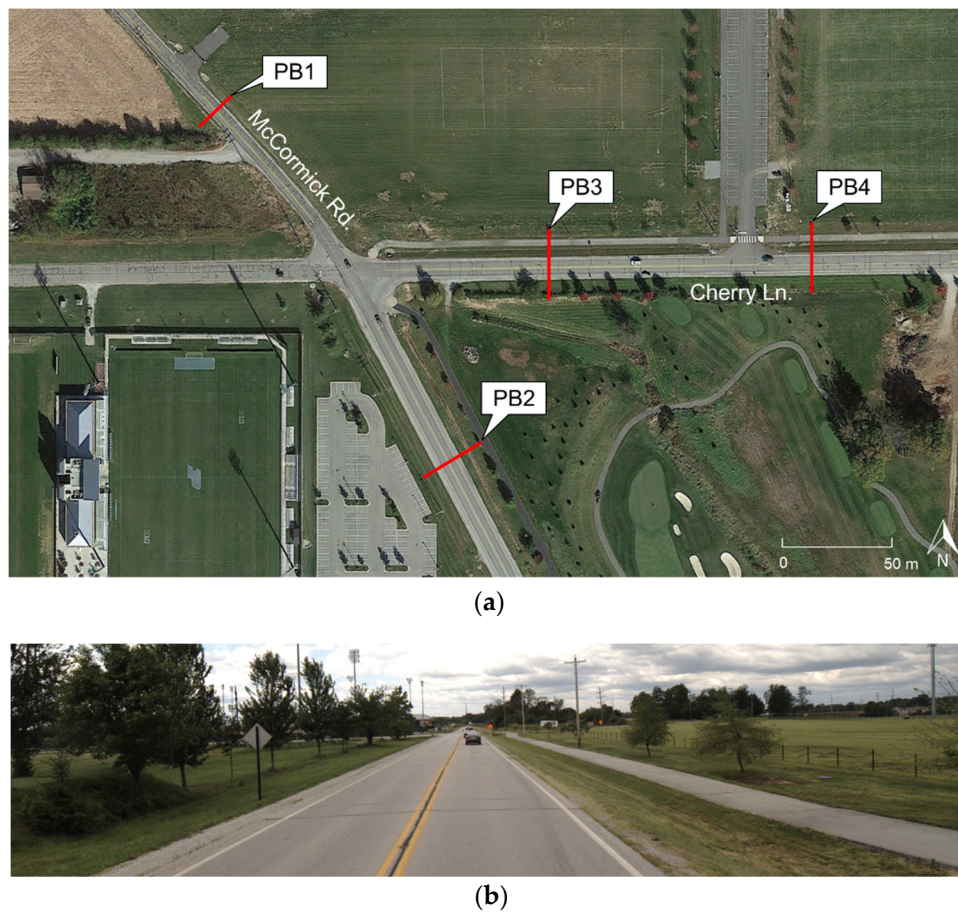 PB1
McCormick Rd.
PB3
PB4
Cherry Ln.
PB2
0 50 m
N
(a)
(b)